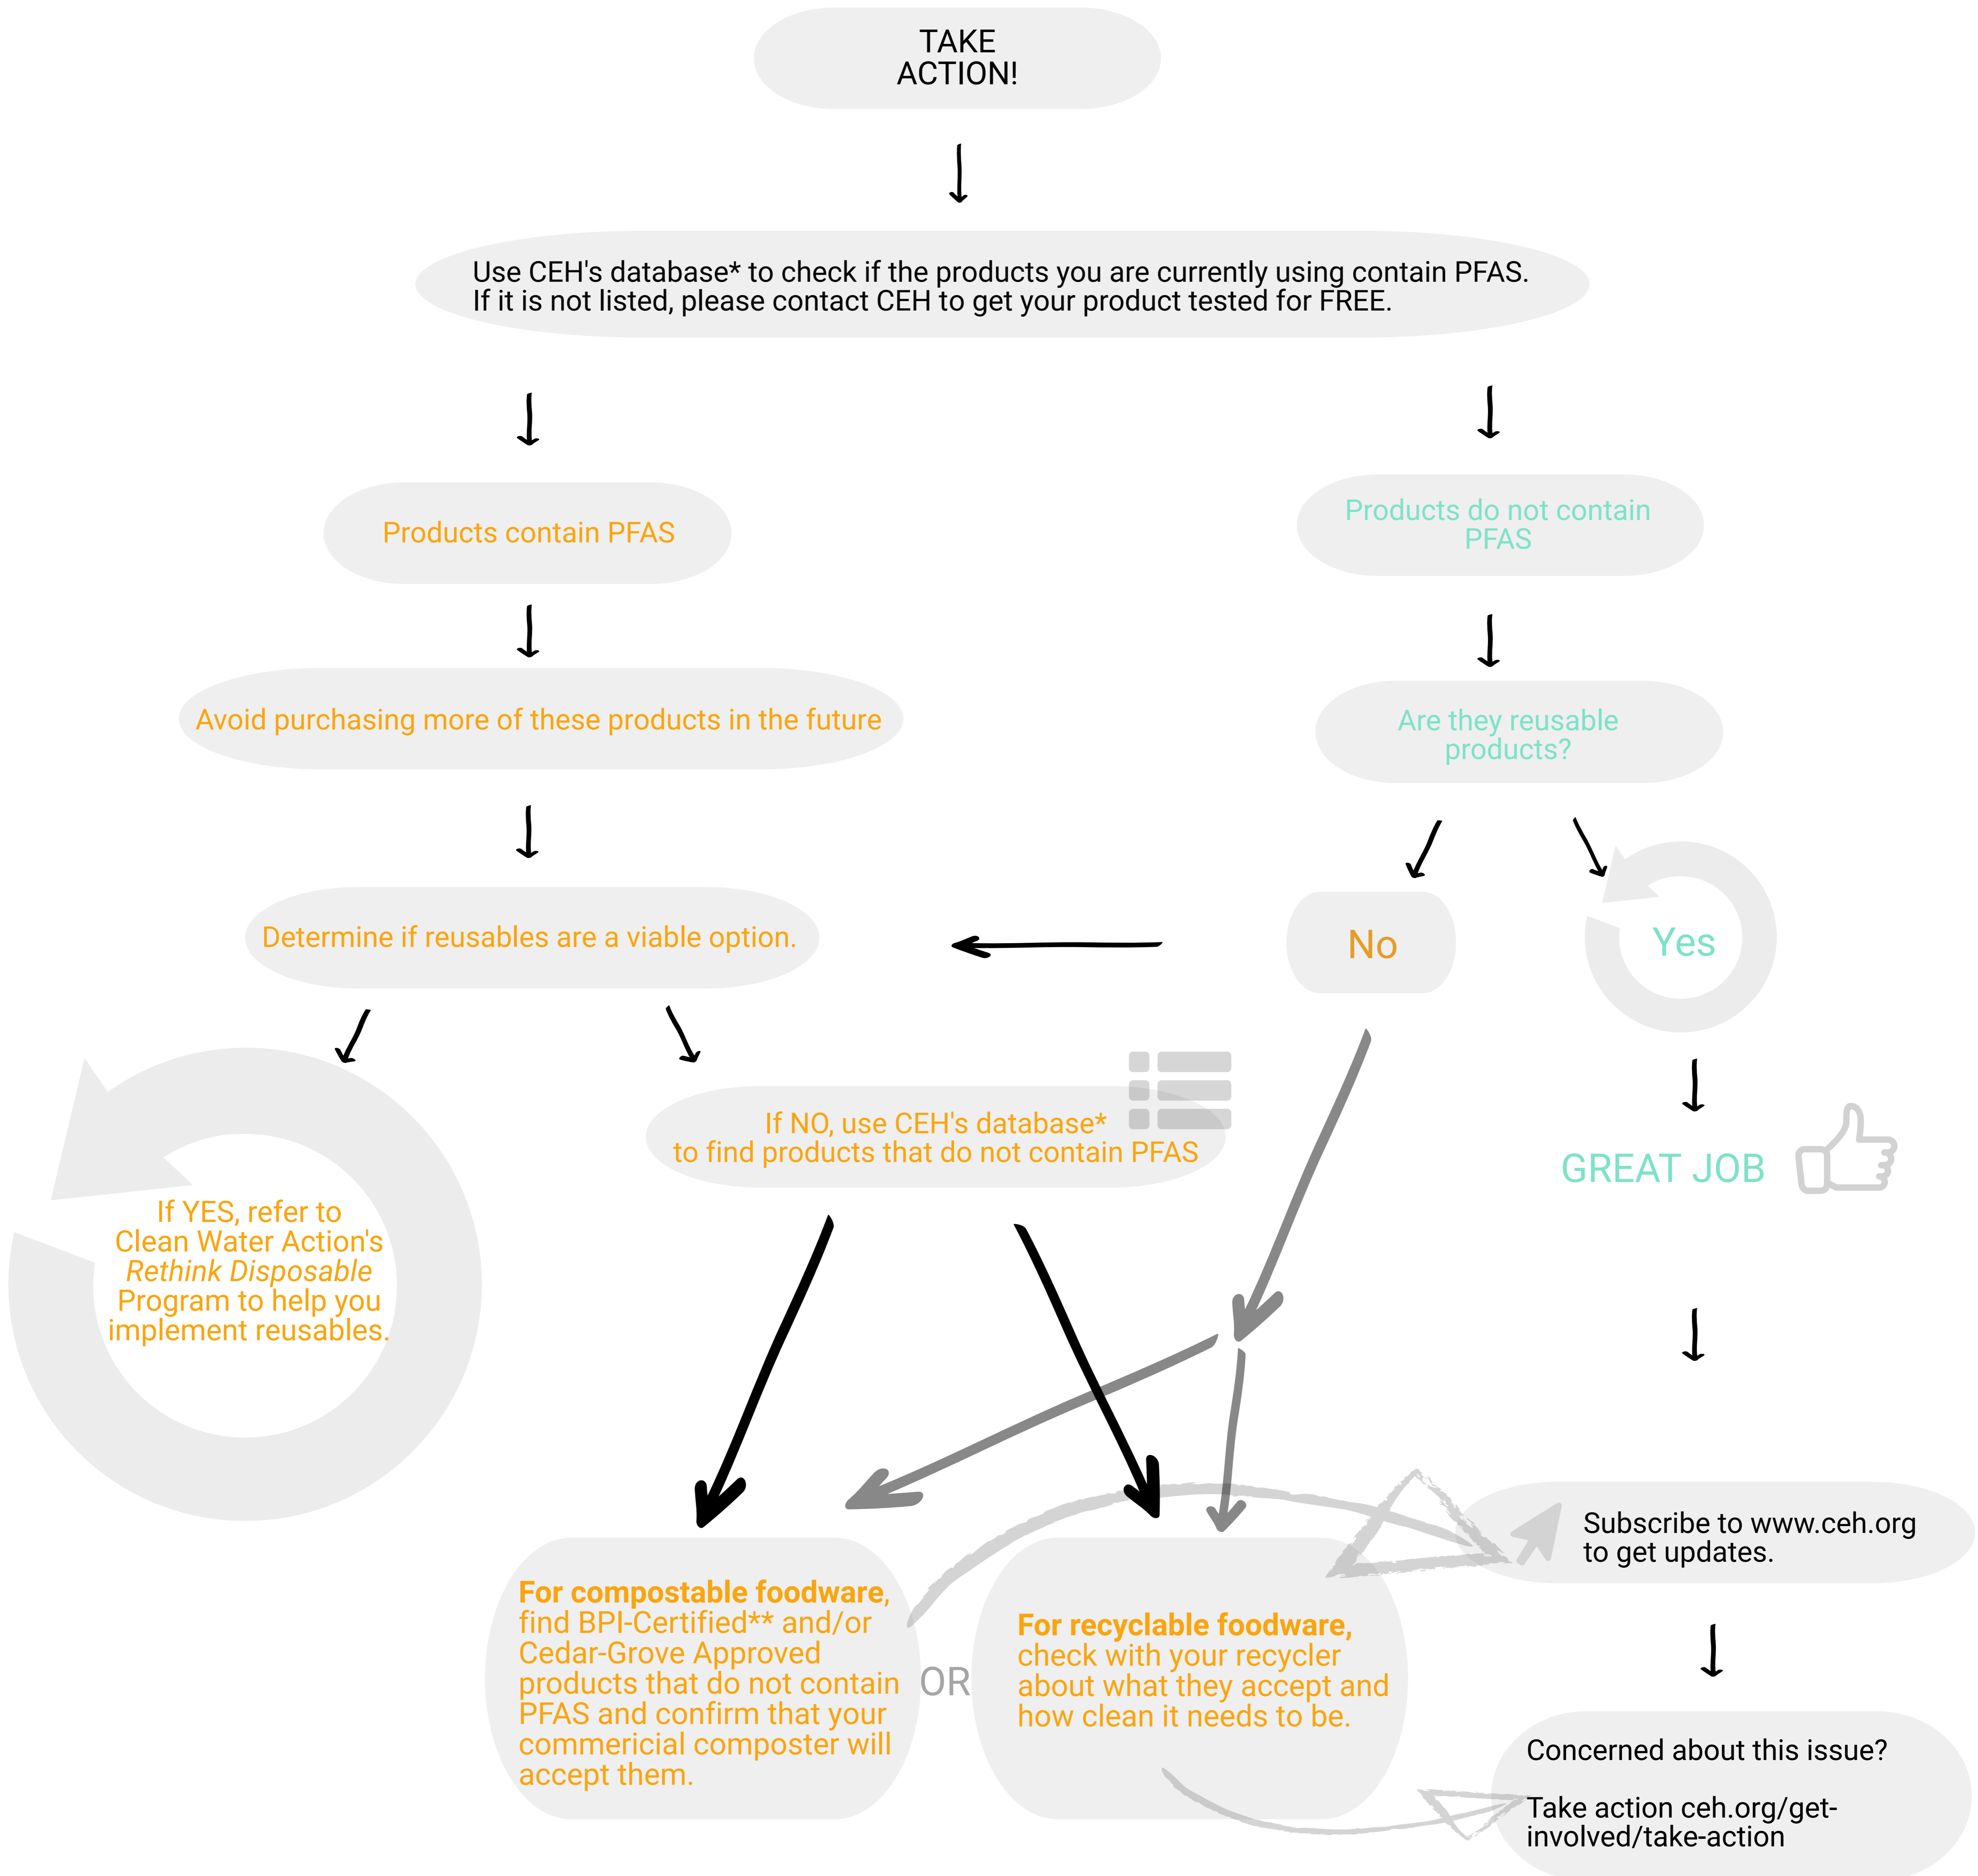 TAKE
ACTION!
Use CEH's database* to check if the products you are currently using contain PFAS.
If it is not listed, please contact CEH to get your product tested for FREE.
Products contain PFAS
Products do not contain
PFAS
Avoid purchasing more of these products in the future
Are they reusable
products?
Determine if reusables are a viable option.
No
Yes
If NO, use CEH's database*
to find products that do not contain PFAS
GREAT JOB
If YES, refer to
Clean Water Action's
Rethink Disposable
Program to help you
implement reusables.
For compostable foodware,
find BPI-Certified** and/or
Cedar-Grove Approved
products that do not contain
PFAS and confirm that your
commericial composter will
accept them.
OR
For recyclable foodware,
check with your recycler
about what they accept and
how clean it needs to be.
Subscribe to www.ceh.org
to get updates.
Concerned about this issue?
Take action ceh.org/get-
involved/take-action